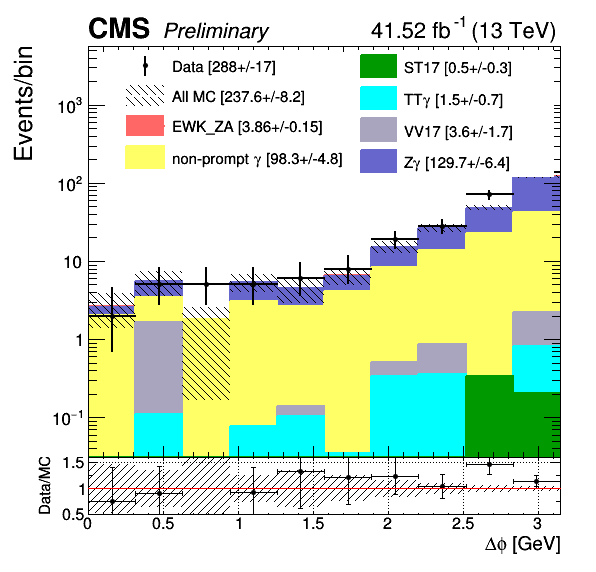 CMS Preliminary 41.52 fb⁻¹ (13 TeV)
Events/bin
Data [288+/-17]
All MC [237.6+/-8.2]
EWK_ZA [3.86+/-0.15]
non-prompt γ [98.3+/-4.8]
ST17 [0.5+/-0.3]
TTγ [1.5+/-0.7]
VV17 [3.6+/-1.7]
Zγ [129.7+/-6.4]
10³
10²
10
1
10⁻¹
Data/MC
1.5
1
0.5
0 0.5 1 1.5 2 2.5 3
Δϕ [GeV]